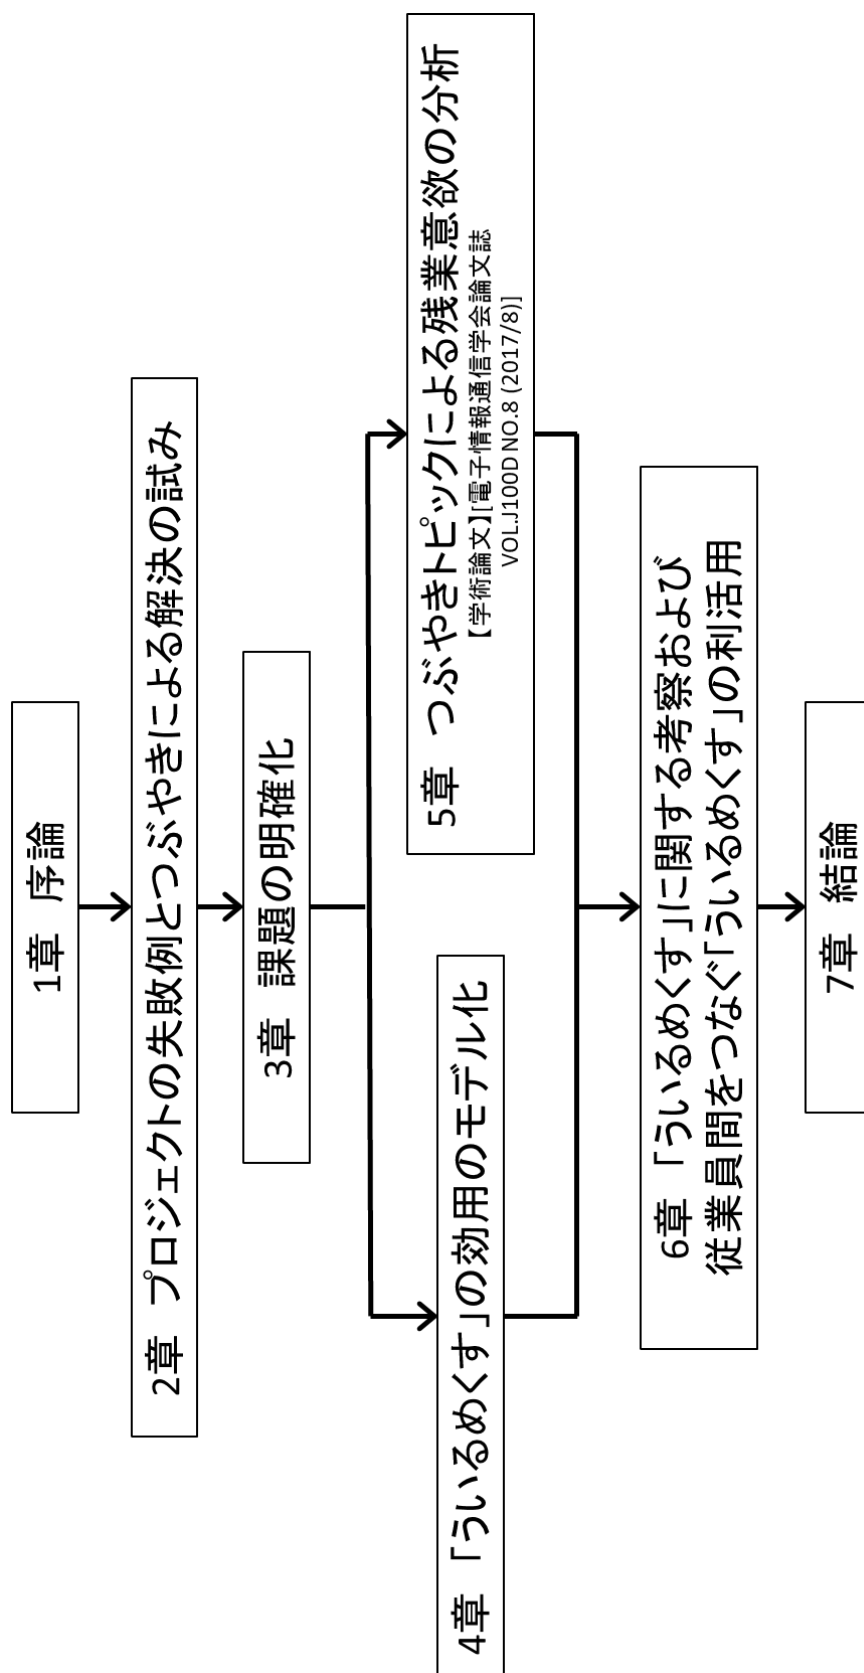 1章 序論
2章 プロジェクトの失敗例とつぶやきによる解決の試み
3章 課題の明確化
4章 「ういるめくす」の効用のモデル化
5章 つぶやきトピックによる残業意欲の分析
【学術論文】[電子情報通信学会論文誌
VOL.J100D NO.8 (2017/8)]
6章 「ういるめくす」に関する考察および
従業員間をつなぐ「ういるめくす」の利活用
7章 結論